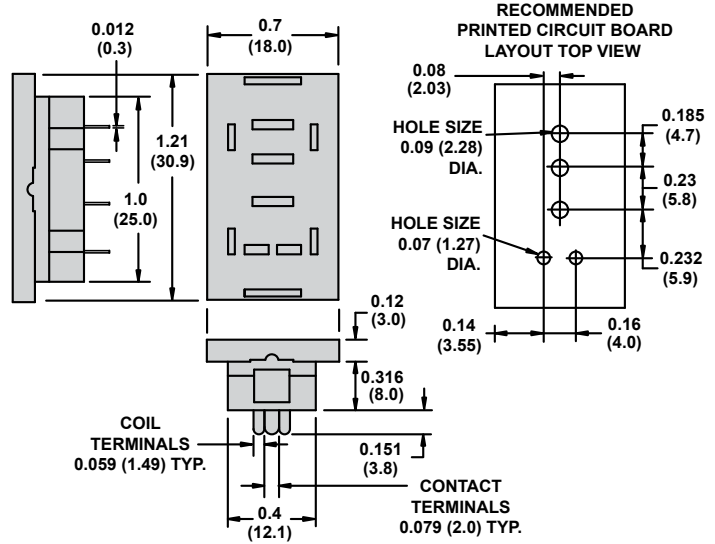 0.012
(0.3)
0.7
(18.0)
1.21
(30.9)
1.0
(25.0)
RECOMMENDED
PRINTED CIRCUIT BOARD
LAYOUT TOP VIEW
0.08
(2.03)
HOLE SIZE
0.09 (2.28)
DIA.
0.185
(4.7)
0.23
(5.8)
HOLE SIZE
0.07 (1.27)
DIA.
0.232
(5.9)
0.14
(3.55)
0.16
(4.0)
0.12
(3.0)
0.316
(8.0)
0.151
(3.8)
COIL
TERMINALS
0.059 (1.49) TYP.
CONTACT
TERMINALS
0.079 (2.0) TYP.
0.4
(12.1)